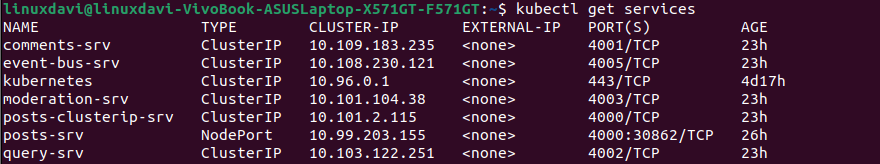 linuxdavi@linuxdavi-VivoBook-ASUSLaptop-X571GT-F571GT:~$ kubectl get services
NAME TYPE CLUSTER-IP EXTERNAL-IP PORT(S) AGE
comments-srv ClusterIP 10.109.183.235 <none> 4001/TCP 23h
event-bus-srv ClusterIP 10.108.230.121 <none> 4005/TCP 23h
kubernetes ClusterIP 10.96.0.1 <none> 443/TCP 4d17h
moderation-srv ClusterIP 10.101.104.38 <none> 4003/TCP 23h
posts-clusterip-srv ClusterIP 10.101.2.115 <none> 4000/TCP 23h
posts-srv NodePort 10.99.203.155 <none> 4000:30862/TCP 26h
query-srv ClusterIP 10.103.122.251 <none> 4002/TCP 23h